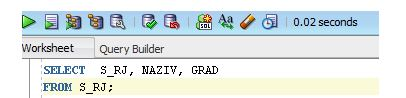 0.02 seconds
Worksheet Query Builder
SELECT S_RJ, NAZIV, GRAD
FROM S_RJ;